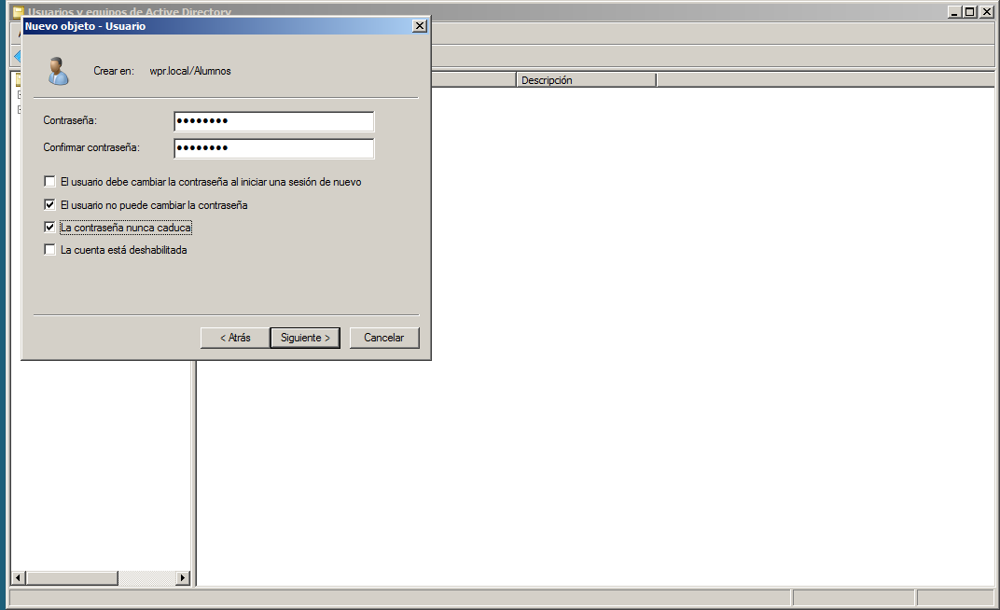 Usuarios y equipos de Active Directory
Nuevo objeto - Usuario
Crear en: wpr.local/Alumnos
Descripción
Contraseña: ●●●●●●●●
Confirmar contraseña: ●●●●●●●●
El usuario debe cambiar la contraseña al iniciar una sesión de nuevo
El usuario no puede cambiar la contraseña
La contraseña nunca caduca
La cuenta está deshabilitada
< Atrás Siguiente > Cancelar